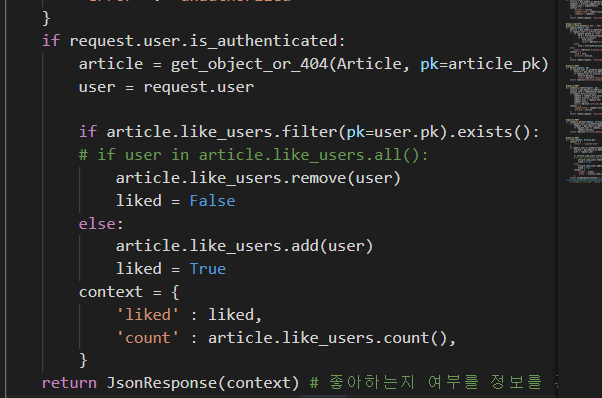 }
if request.user.is_authenticated:
article = get_object_or_404(Article, pk=article_pk)
user = request.user
if article.like_users.filter(pk=user.pk).exists():
# if user in article.like_users.all():
article.like_users.remove(user)
liked = False
else:
article.like_users.add(user)
liked = True
context = {
'liked' : liked,
'count' : article.like_users.count(),
}
return JsonResponse(context) # 좋아하는지 여부를 정보를